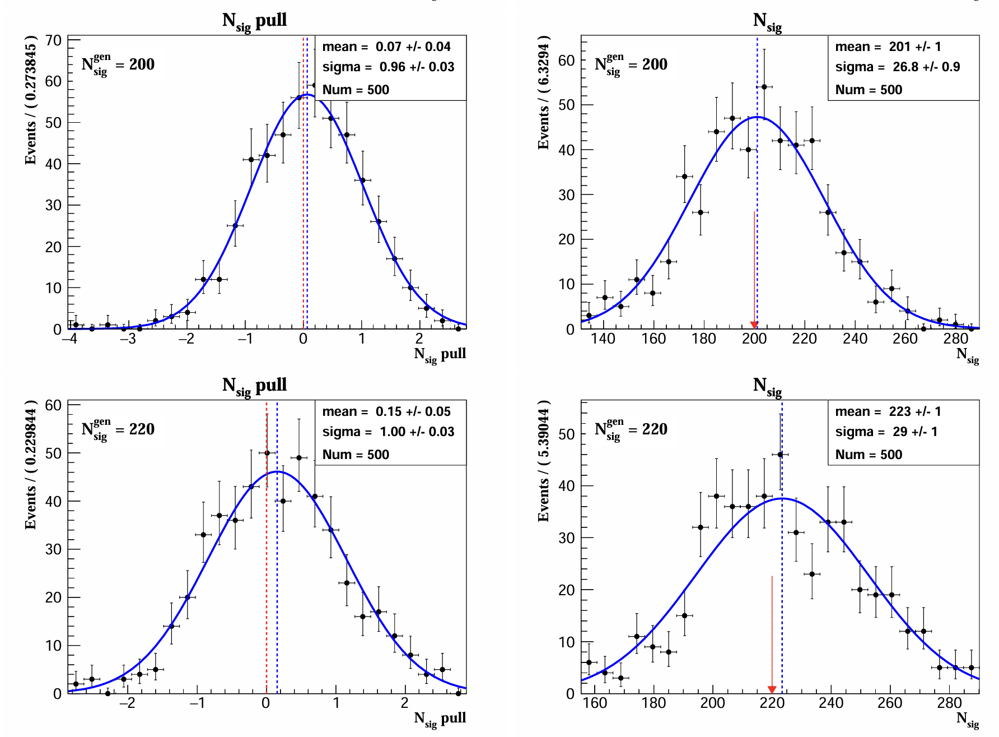 N_sig pull
Events / ( 0.273845 )
N_sig^gen = 200
mean = 0.07 +/- 0.04
sigma = 0.96 +/- 0.03
Num = 500
70
60
50
40
30
20
10
0
−4 −3 −2 −1 0 1 2
N_sig pull
N_sig
Events / ( 6.3294 )
N_sig^gen = 200
mean = 201 +/- 1
sigma = 26.8 +/- 0.9
Num = 500
60
50
40
30
20
10
0
140 160 180 200 220 240 260 280
N_sig
N_sig pull
Events / ( 0.229844 )
N_sig^gen = 220
mean = 0.15 +/- 0.05
sigma = 1.00 +/- 0.03
Num = 500
60
50
40
30
20
10
0
−2 −1 0 1 2
N_sig pull
N_sig
Events / ( 5.39044 )
N_sig^gen = 220
mean = 223 +/- 1
sigma = 29 +/- 1
Num = 500
50
40
30
20
10
0
160 180 200 220 240 260 280
N_sig